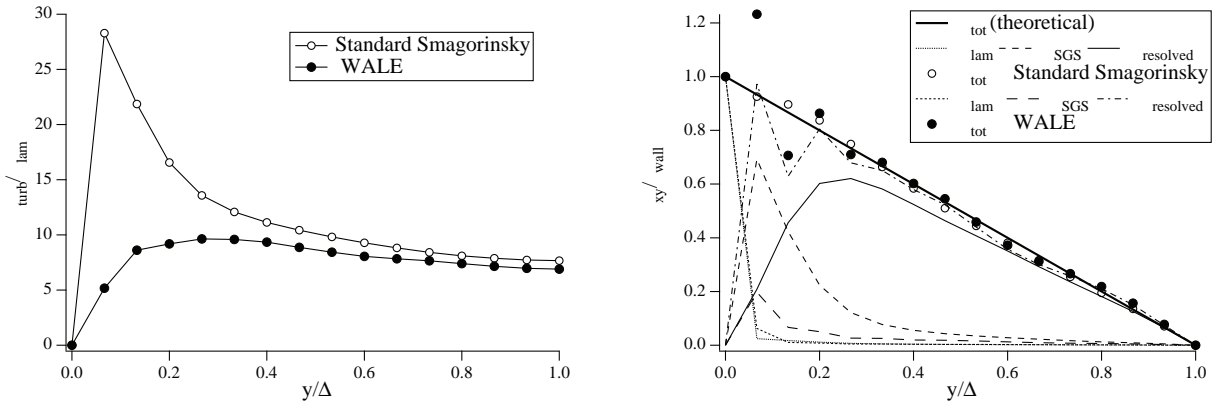 30
25
20
15
10
5
0
turb/ lam
0.0 0.2 0.4 0.6 0.8 1.0
y/Δ
Standard Smagorinsky
WALE
1.2
1.0
0.8
0.6
0.4
0.2
0.0
xy/ wall
0.0 0.2 0.4 0.6 0.8 1.0
y/Δ
tot (theoretical)
lam SGS resolved
tot Standard Smagorinsky
lam SGS resolved
tot WALE